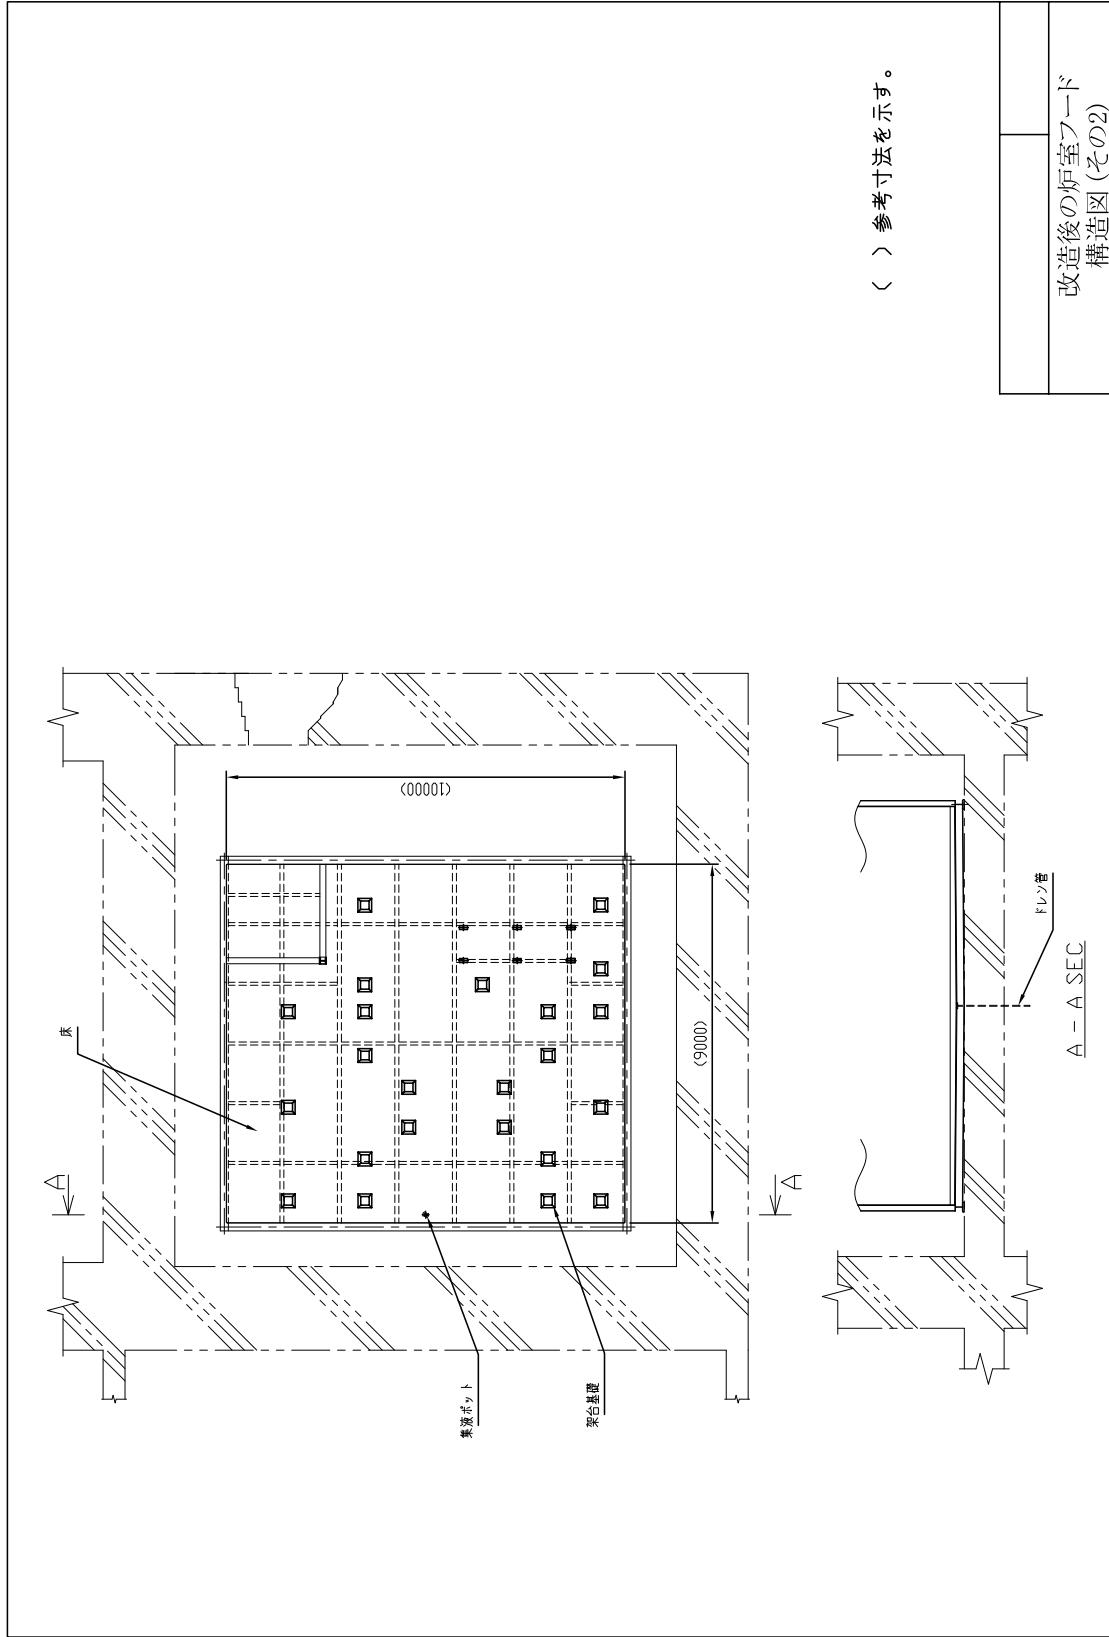 床
A
A
(10000)
(9000)
集液ポット
架台基礎
A-A SEC
ドレン管
( ) 参考寸法を示す。
改造後の炉室フード
構造図 (その2)